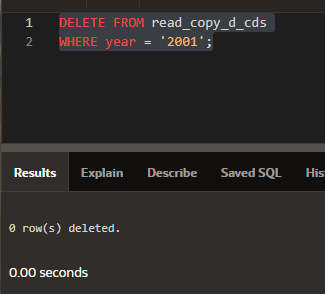 1 DELETE FROM read_copy_d_cds
2 WHERE year = '2001';
Results Explain Describe Saved SQL His
0 row(s) deleted.
0.00 seconds